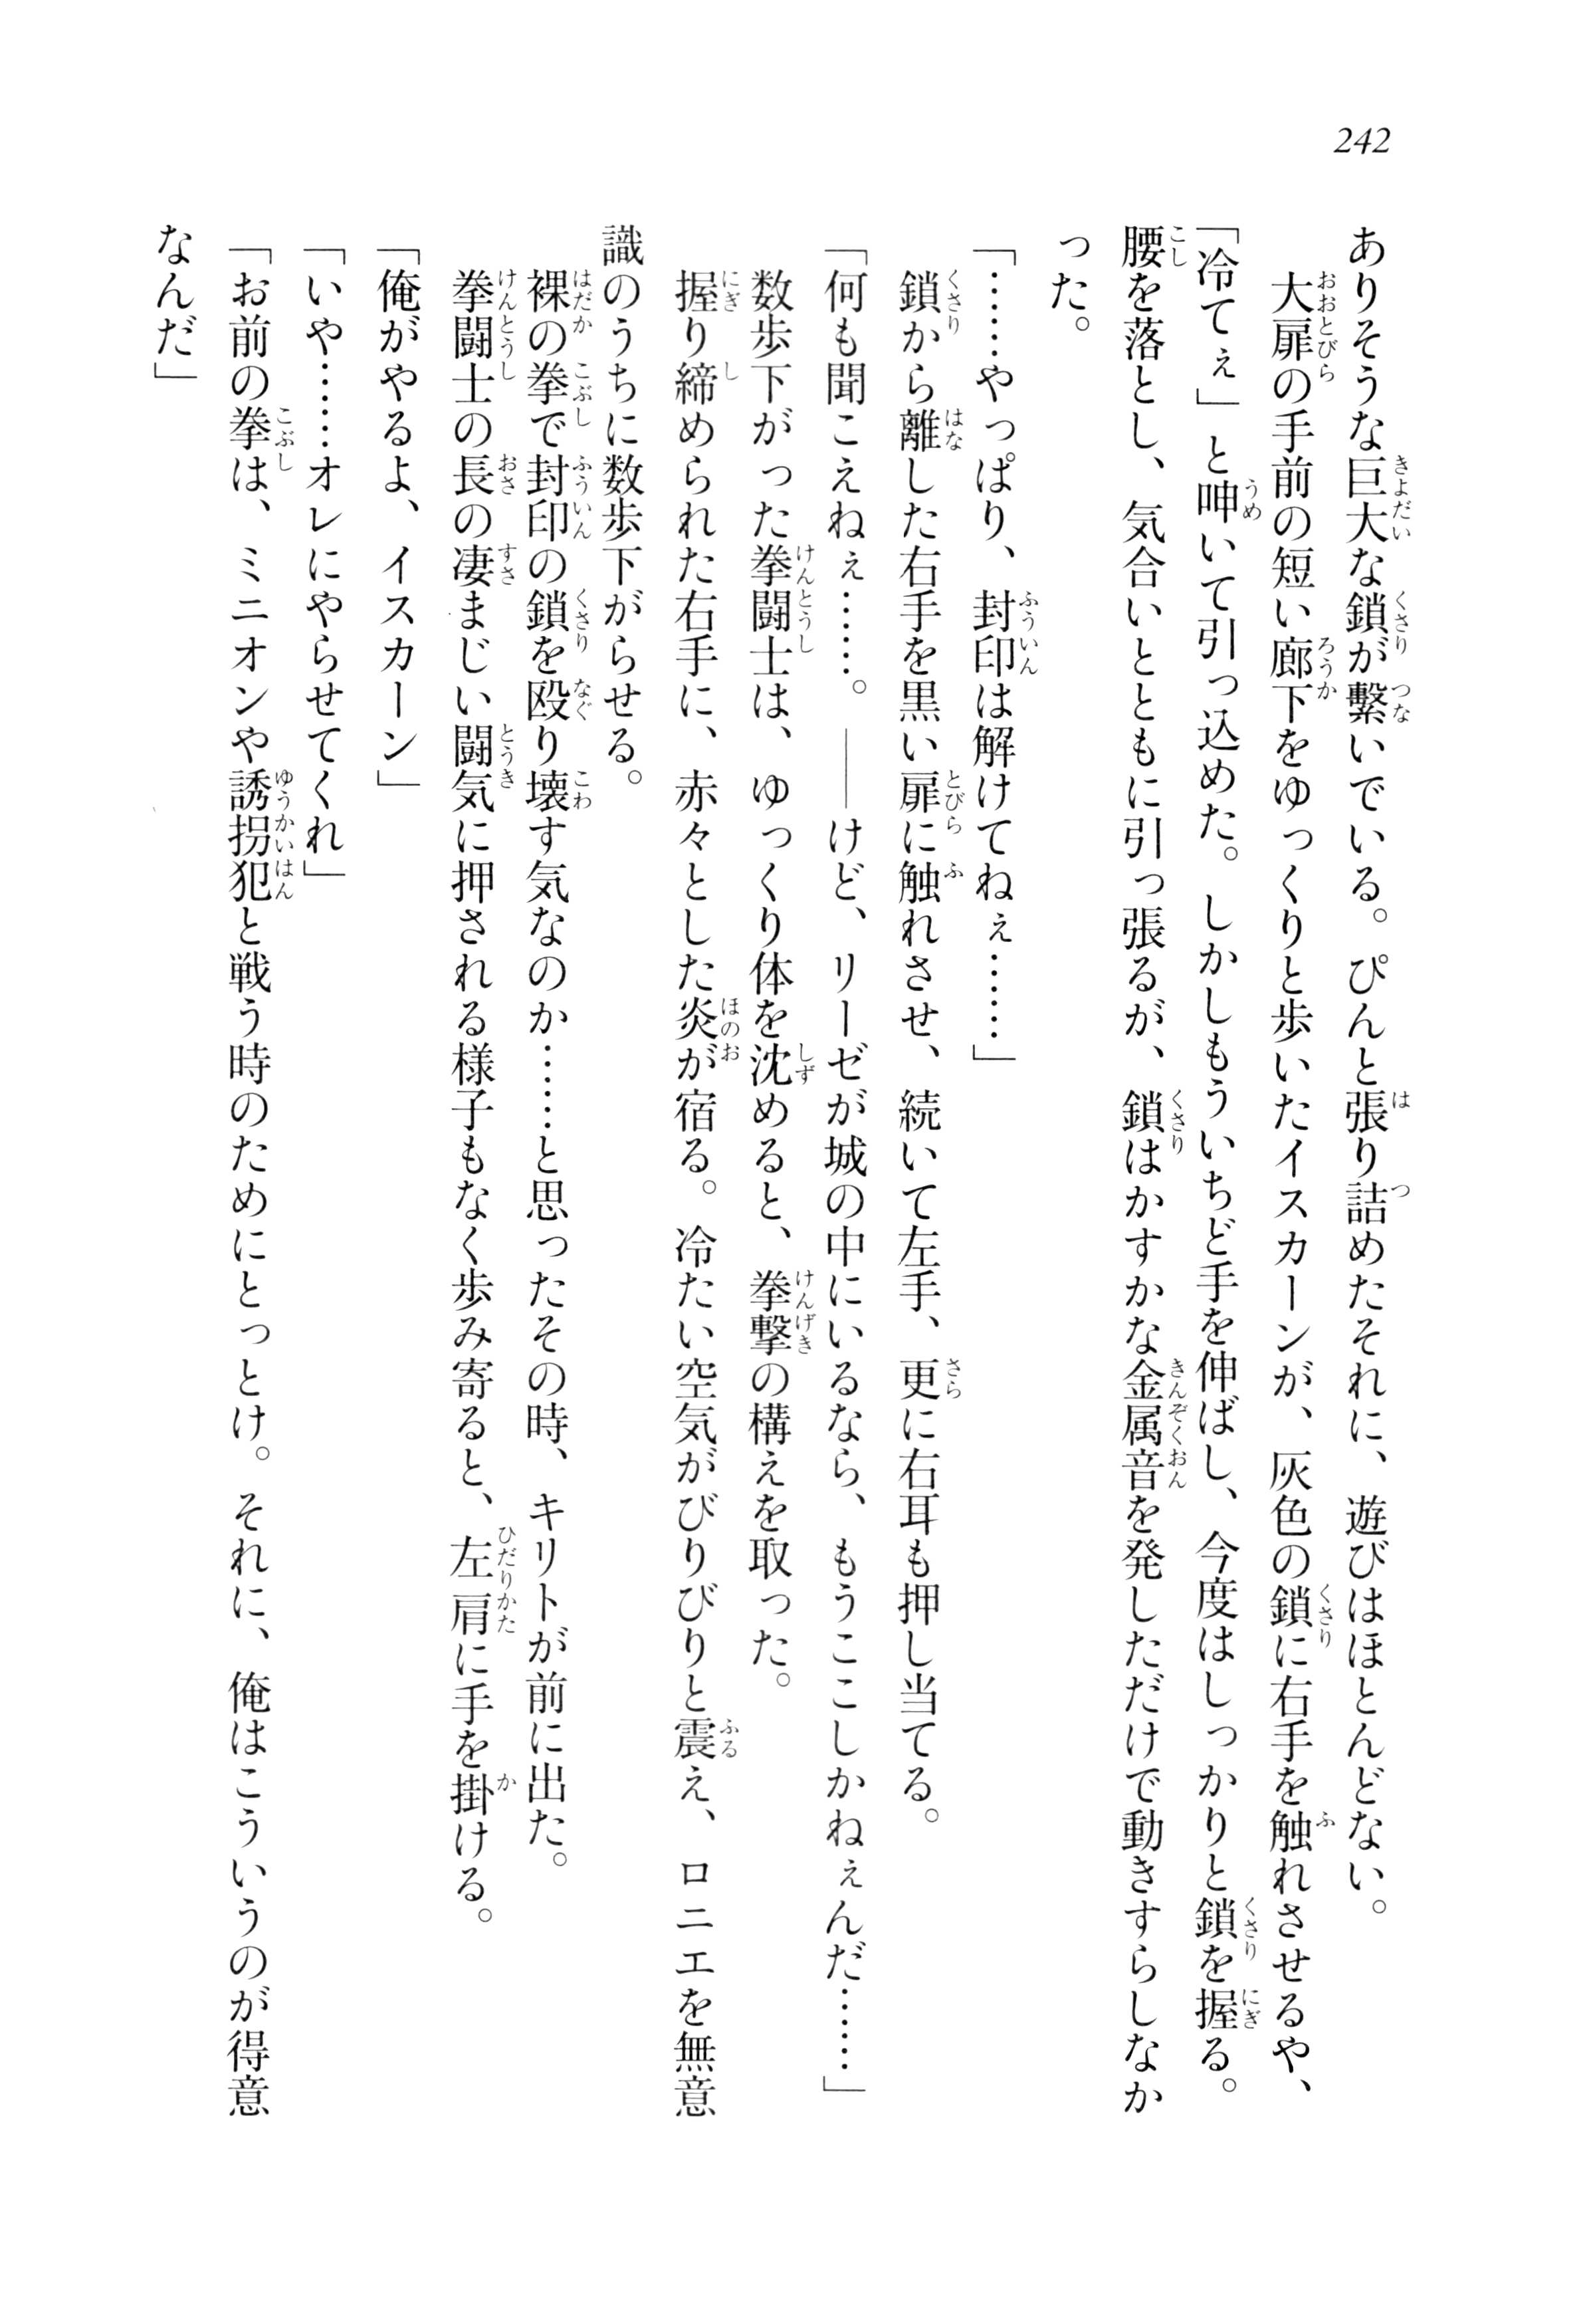 242
ありそうな巨大な鎖が繫いでいる。ぴんと張り詰めたそれに、遊びはほとんどない。
大扉の手前の短い廊下をゆっくりと歩いたイスカーンが、灰色の鎖に右手を触れさせるや、
「冷てぇ」と呻いて引っ込めた。しかしもういちど手を伸ばし、今度はしっかりと鎖を握る。
腰を落とし、気合いとともに引っ張るが、鎖はかすかな金属音を発しただけで動きすらしなか
った。
「……やっぱり、封印は解けてねぇ……」
鎖から離した右手を黒い扉に触れさせ、続いて左手、更に右耳も押し当てる。
「何も聞こえねぇ……。――けど、リーゼが城の中にいるなら、もうここしかねぇんだ……」
数歩下がった拳闘士は、ゆっくり体を沈めると、拳撃の構えを取った。
握り締められた右手に、赤々とした炎が宿る。冷たい空気がびりびりと震え、ロニエを無意
識のうちに数歩下がらせる。
裸の拳で封印の鎖を殴り壊す気なのか……と思ったその時、キリトが前に出た。
拳闘士の長の凄まじい闘気に押される様子もなく歩み寄ると、左肩に手を掛ける。
「俺がやるよ、イスカーン」
「いや……オレにやらせてくれ」
「お前の拳は、ミニオンや誘拐犯と戦う時のためにとっとけ。それに、俺はこういうのが得意
なんだ」